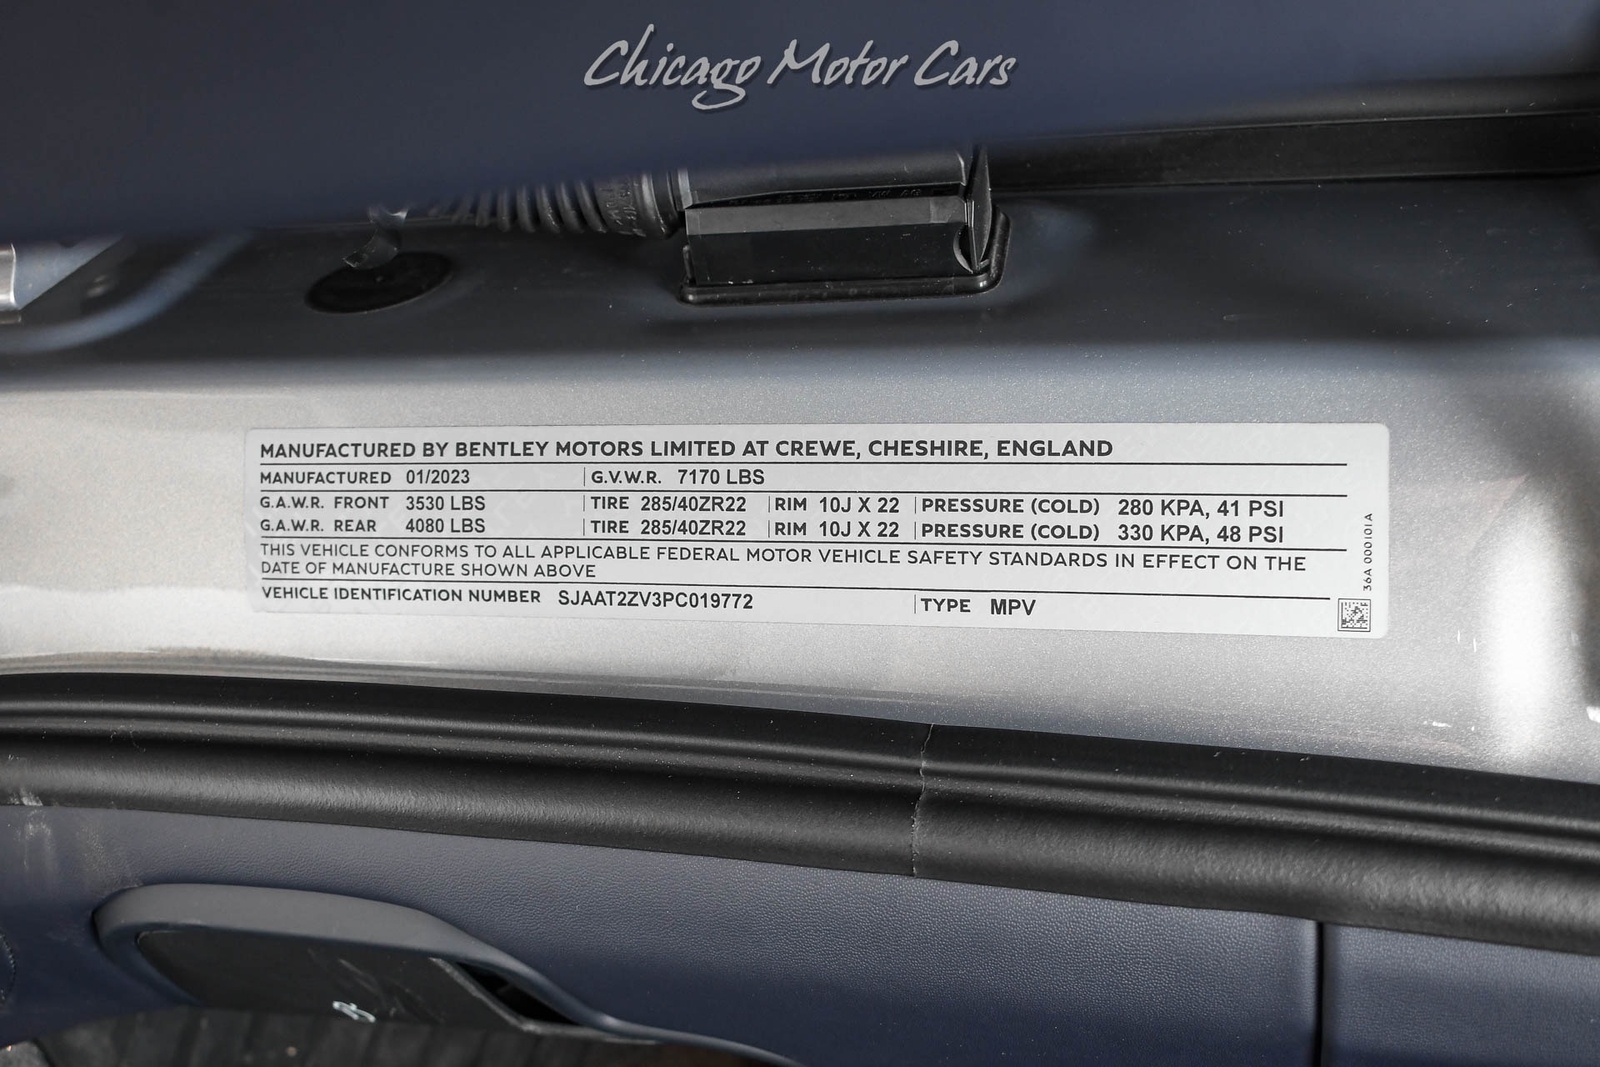 Chicago Motor Cars
MANUFACTURED BY BENTLEY MOTORS LIMITED AT CREWE, CHESHIRE, ENGLAND
MANUFACTURED 01/2023 G.V.W.R. 7170 LBS
G.A.W.R. FRONT 3530 LBS TIRE 285/40ZR22 RIM 10J X 22 PRESSURE (COLD) 280 KPA, 41 PSI
G.A.W.R. REAR 4080 LBS TIRE 285/40ZR22 RIM 10J X 22 PRESSURE (COLD) 330 KPA, 48 PSI
THIS VEHICLE CONFORMS TO ALL APPLICABLE FEDERAL MOTOR VEHICLE SAFETY STANDARDS IN EFFECT ON THE
DATE OF MANUFACTURE SHOWN ABOVE
VEHICLE IDENTIFICATION NUMBER SJAAT2ZV3PC019772 TYPE MPV
36A 000101A